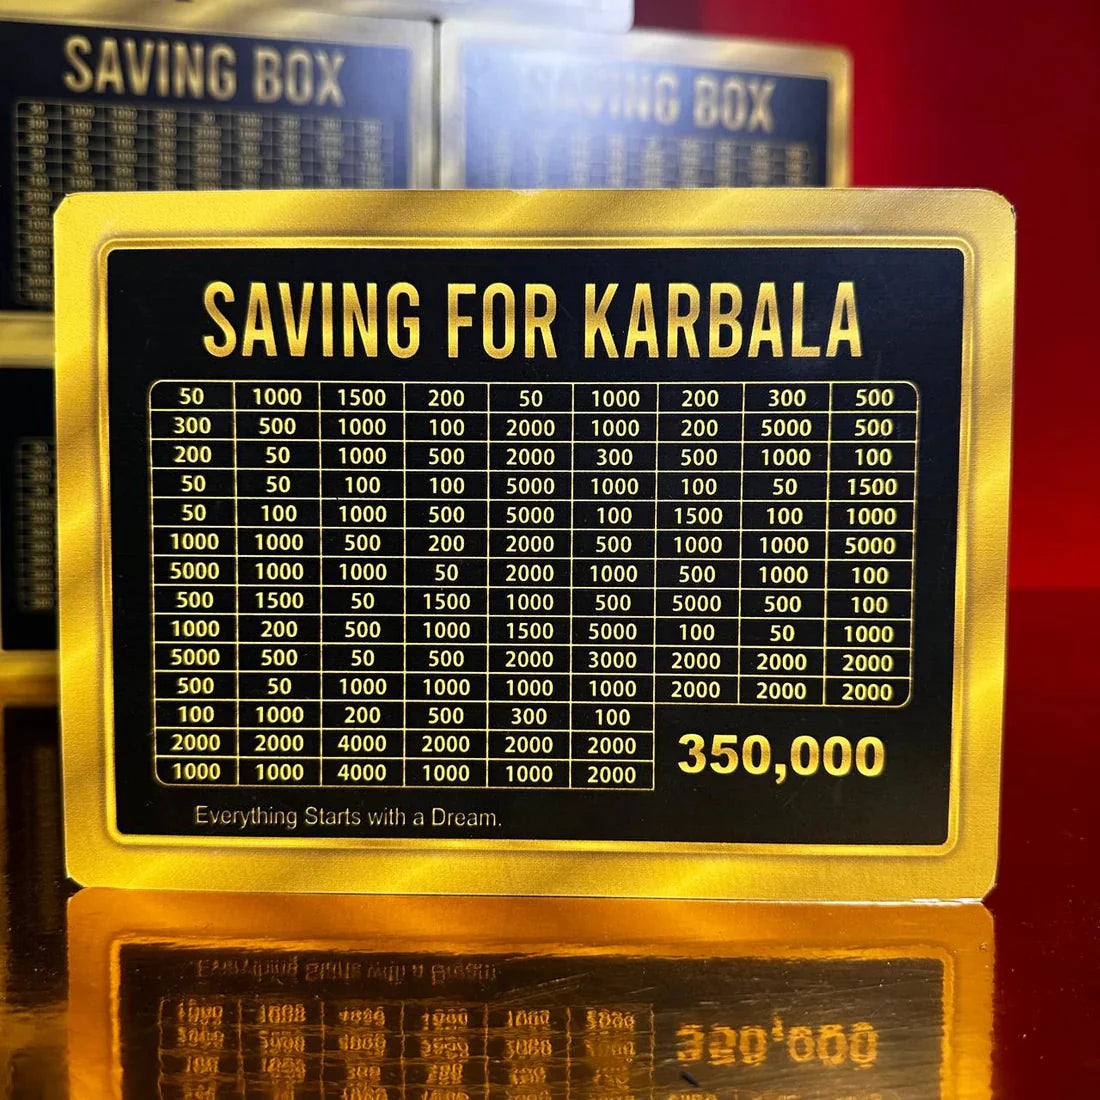 SAVING BOX
SAVING BOX
SAVING FOR KARBALA
50 1000 1500 200 50 1000 200 300 500
300 500 1000 100 2000 1000 200 5000 500
200 50 1000 500 2000 300 500 1000 100
50 50 100 100 5000 1000 100 50 1500
50 100 1000 500 5000 100 1500 100 1000
1000 1000 500 200 2000 500 1000 1000 5000
5000 1000 1000 50 2000 1000 500 1000 100
500 1500 50 1500 1000 500 5000 500 100
1000 200 500 1000 1500 5000 100 50 1000
5000 500 50 500 2000 3000 2000 2000 2000
500 50 1000 1000 1000 1000 2000 2000 2000
100 1000 200 500 300 100
2000 2000 4000 2000 2000 2000
1000 1000 4000 1000 1000 2000
350,000
Everything Starts with a Dream.